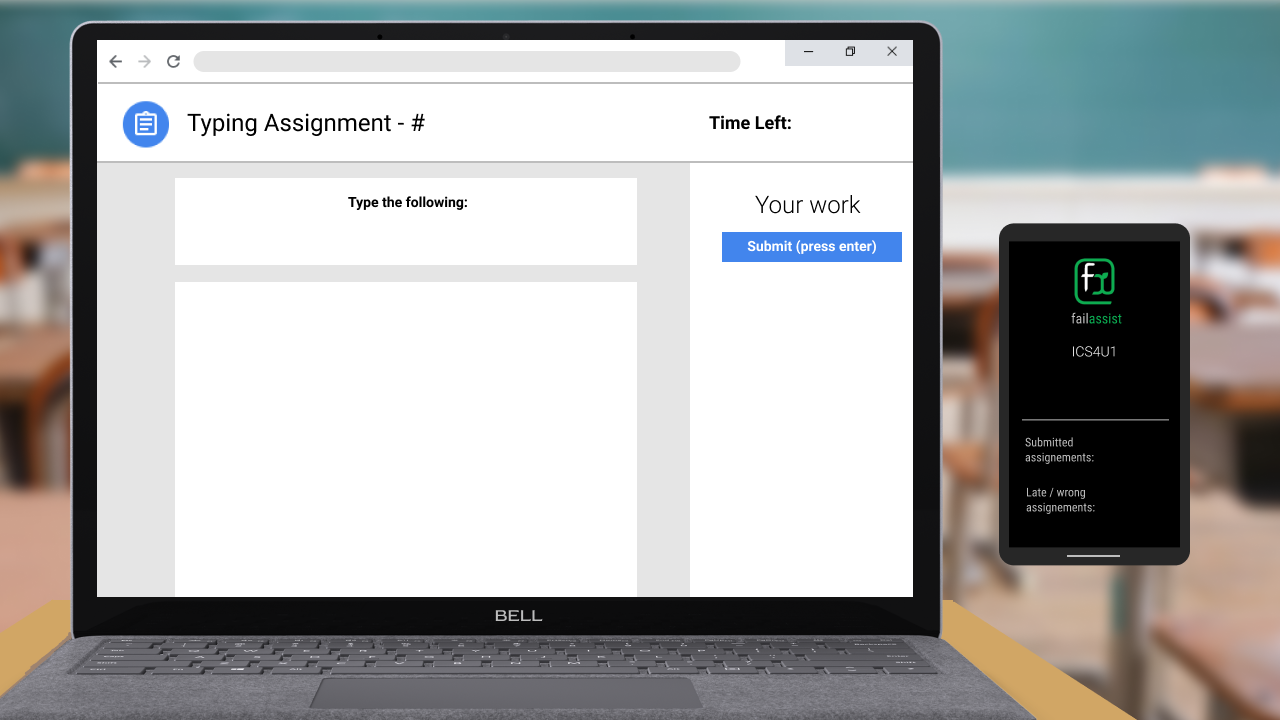 Typing Assignment - #
Time Left:
Type the following:
Your work
Submit (press enter)
failassist
ICS4U1
Submitted
assignements:
Late / wrong
assignements:
BELL